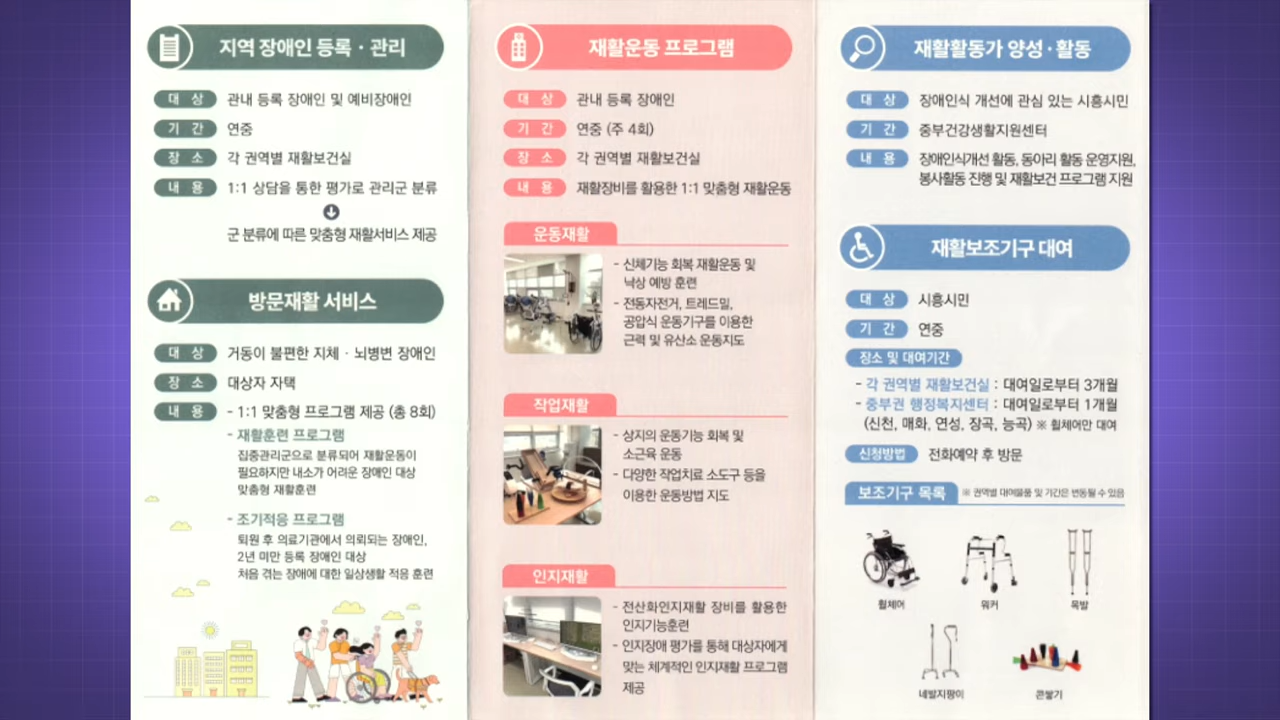 지역 장애인 등록 · 관리
대 상 관내 등록 장애인 및 예비장애인
기 간 연중
장 소 각 권역별 재활보건실
내 용 1:1 상담을 통한 평가로 관리군 분류
군 분류에 따른 맞춤형 재활서비스 제공
방문재활 서비스
대 상 거동이 불편한 지체 · 뇌병변 장애인
장 소 대상자 자택
내 용 - 1:1 맞춤형 프로그램 제공 (총 8회)
- 재활훈련 프로그램
집중관리군으로 분류되어 재활운동이
필요하지만 내소가 어려운 장애인 대상
맞춤형 재활훈련
- 조기적응 프로그램
퇴원 후 의료기관에서 의뢰되는 장애인,
2년 미만 등록 장애인 대상
처음 겪는 장애에 대한 일상생활 적응 훈련
재활운동 프로그램
대 상 관내 등록 장애인
기 간 연중 (주 4회)
장 소 각 권역별 재활보건실
내 용 재활장비를 활용한 1:1 맞춤형 재활운동
운동재활
- 신체기능 회복 재활운동 및
낙상 예방 훈련
- 전동자전거, 트레드밀,
공압식 운동기구를 이용한
근력 및 유산소 운동지도
작업재활
- 상지의 운동기능 회복 및
소근육 운동
- 다양한 작업치료 소도구 등을
이용한 운동방법 지도
인지재활
- 전산화인지재활 장비를 활용한
인지기능훈련
- 인지장애 평가를 통해 대상자에게
맞는 체계적인 인지재활 프로그램
제공
재활활동가 양성 · 활동
대 상 장애인식 개선에 관심 있는 시흥시민
기 간 중부건강생활지원센터
내 용 장애인식개선 활동, 동아리 활동 운영지원,
봉사활동 진행 및 재활보건 프로그램 지원
재활보조기구 대여
대 상 시흥시민
기 간 연중
장소 및 대여기간
- 각 권역별 재활보건실 : 대여일로부터 3개월
- 중부권 행정복지센터 : 대여일로부터 1개월
(신천, 매화, 연성, 장곡, 능곡) ※ 휠체어만 대여
신청방법 전화예약 후 방문
보조기구 목록 ※ 권역별 대여물품 및 기간은 변동될 수 있음
휠체어 워커 목발
네발지팡이 콘쌓기